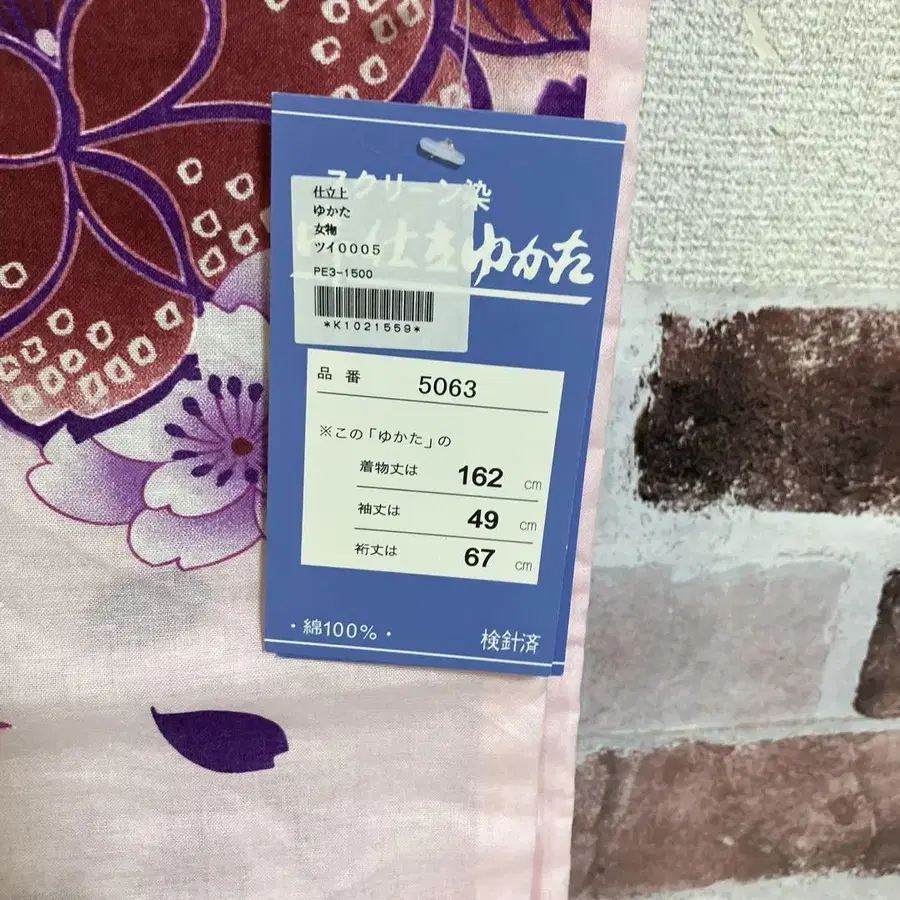 スクリーン染
仕立ゆかた
仕立上
ゆかた
女物
ツイ0005
PE3-1500
*K1021559*
品番 5063
※この「ゆかた」の
着物丈は 162 cm
袖丈は 49 cm
裄丈は 67 cm
・綿100%・
検針済